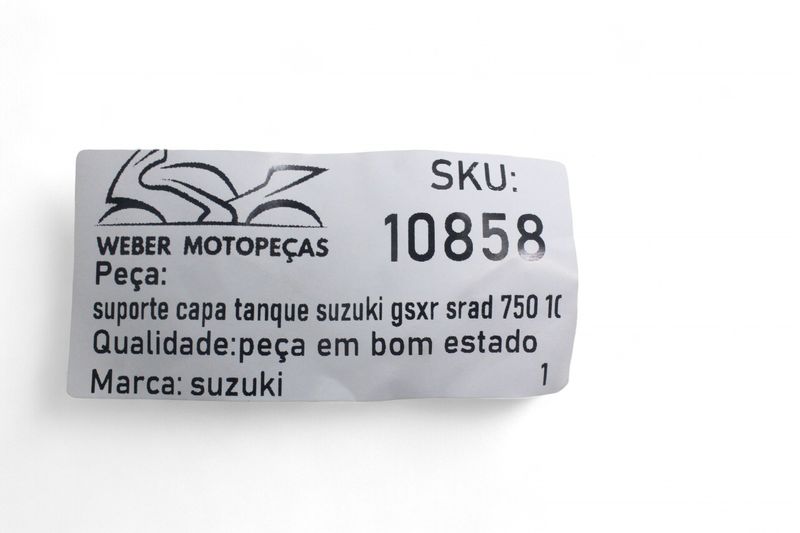 WEBER MOTOPEÇAS
SKU:
10858
Peça:
suporte capa tanque suzuki gsxr srad 750
Qualidade:peça em bom estado
Marca: suzuki
1